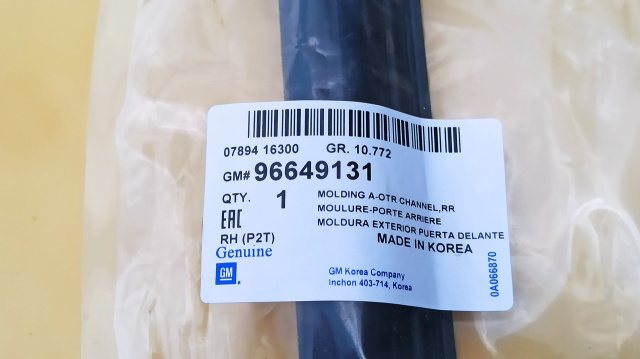 07894 16300 GR. 10.772
GM# 96649131
QTY. 1
MOLDING A-OTR CHANNEL,RR
MOULURE-PORTE ARRIERE
MOLDURA EXTERIOR PUERTA DELANTE
EAC
RH (P2T)
MADE IN KOREA
Genuine
GM
GM Korea Company
Inchon 403-714, Korea
0A066870